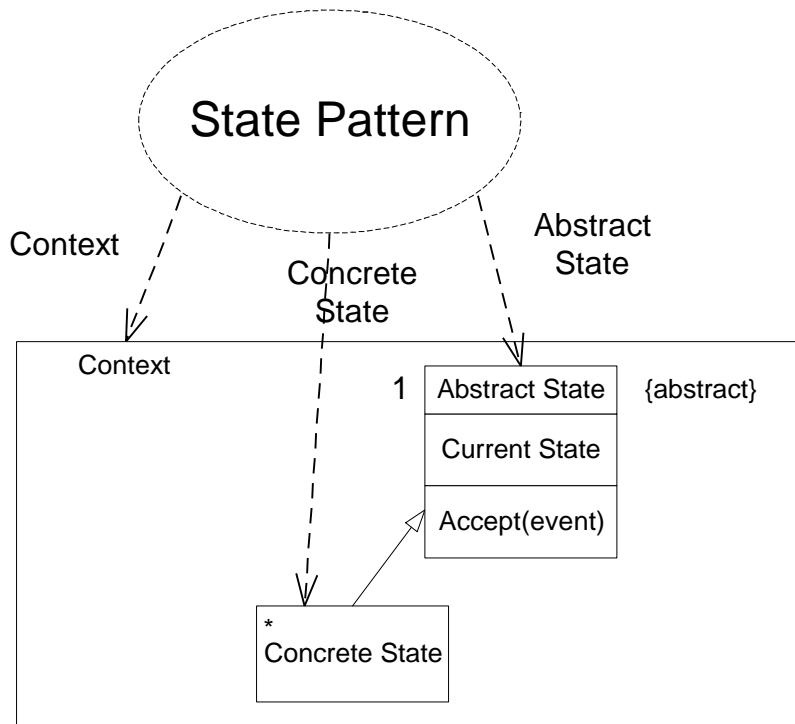 State Pattern
Context
Abstract
State
Concrete
State
Context
1
Abstract State
{abstract}
Current State
Accept(event)
*
Concrete State